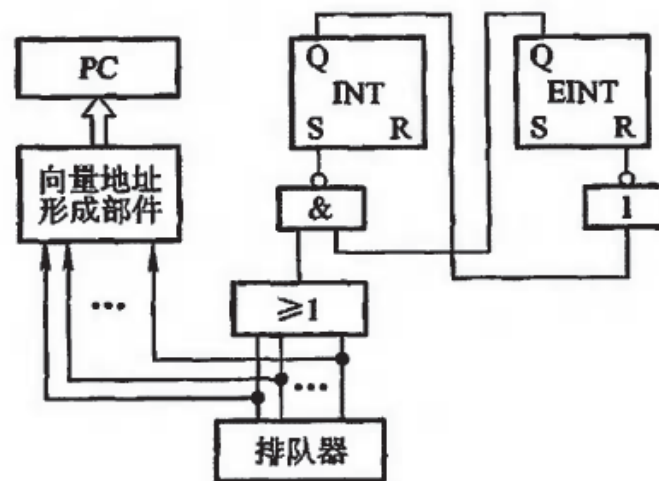 PC
向量地址
形成部件
Q
INT
S R
Q
EINT
S R
&
1
≥1
...
...
排队器